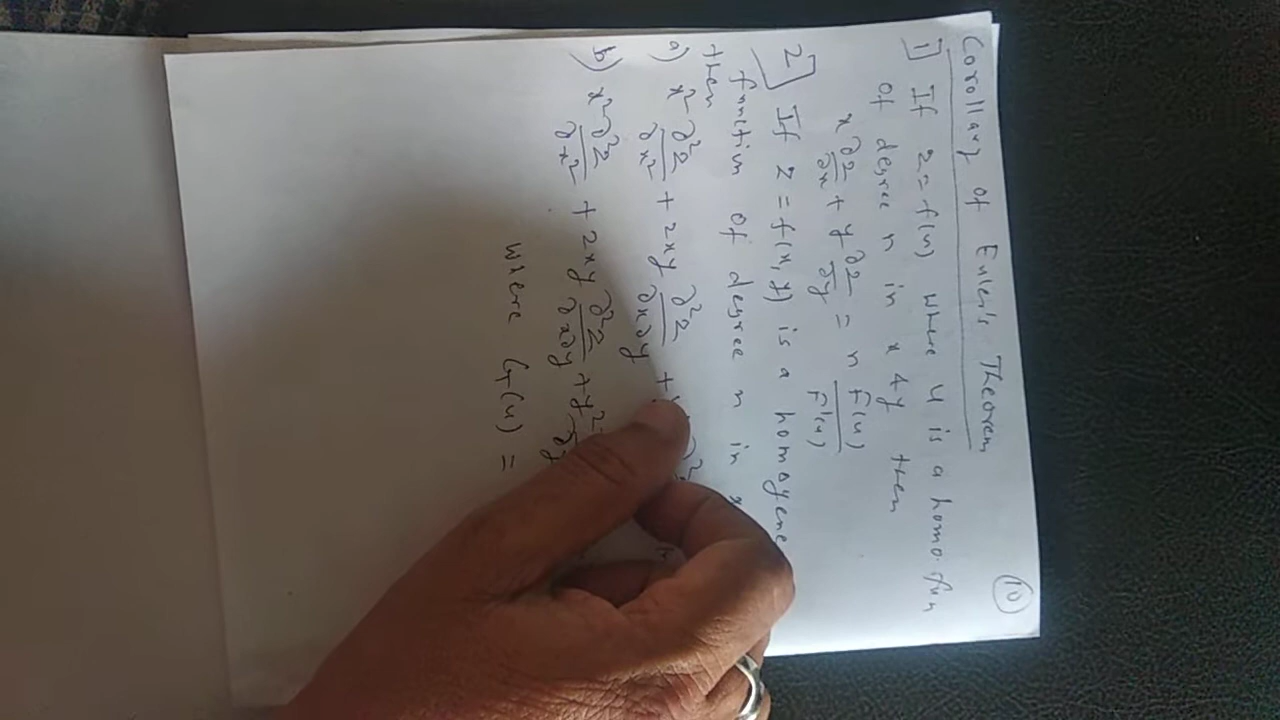 10
Corollary of Euler's Theorem
1] If z = f(u) where u is a homo. fun
of degree n in x & y then
x ∂z/∂x + y ∂z/∂y = n F(u)/F'(u)
2] If z = f(x, y) is a homogene
function of degree n in x
then
a) x² ∂²z/∂x² + 2xy ∂²z/∂x∂y +
b) x² ∂²z/∂x² + 2xy ∂²z/∂x∂y + y²
where G(u) =